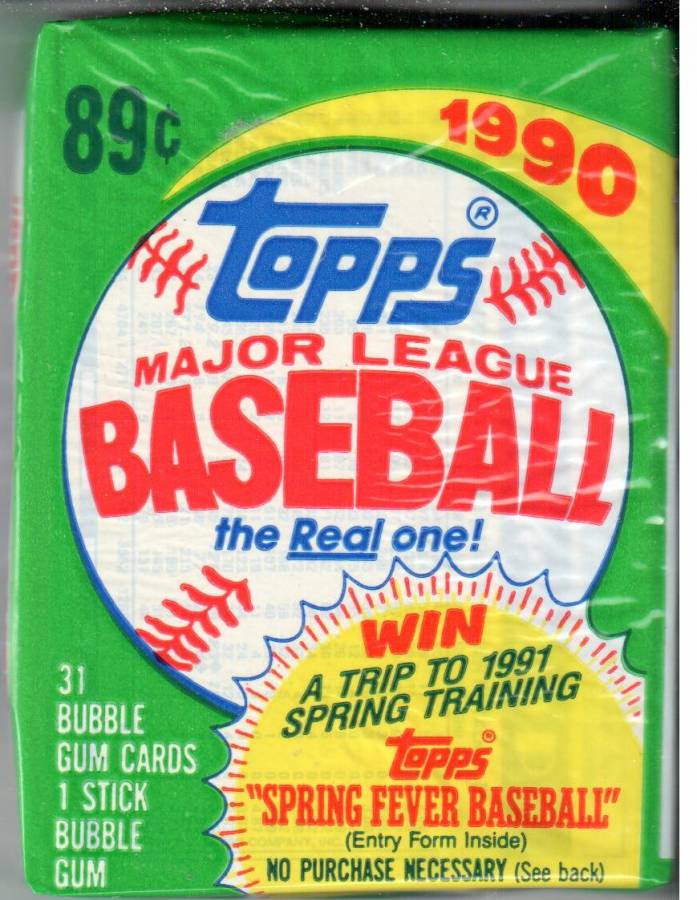 89¢
1990
Topps®
MAJOR LEAGUE
BASEBALL
the Real one!
WIN
A TRIP TO 1991
SPRING TRAINING
Topps®
"SPRING FEVER BASEBALL"
(Entry Form Inside)
NO PURCHASE NECESSARY (See back)
31
BUBBLE
GUM CARDS
1 STICK
BUBBLE
GUM